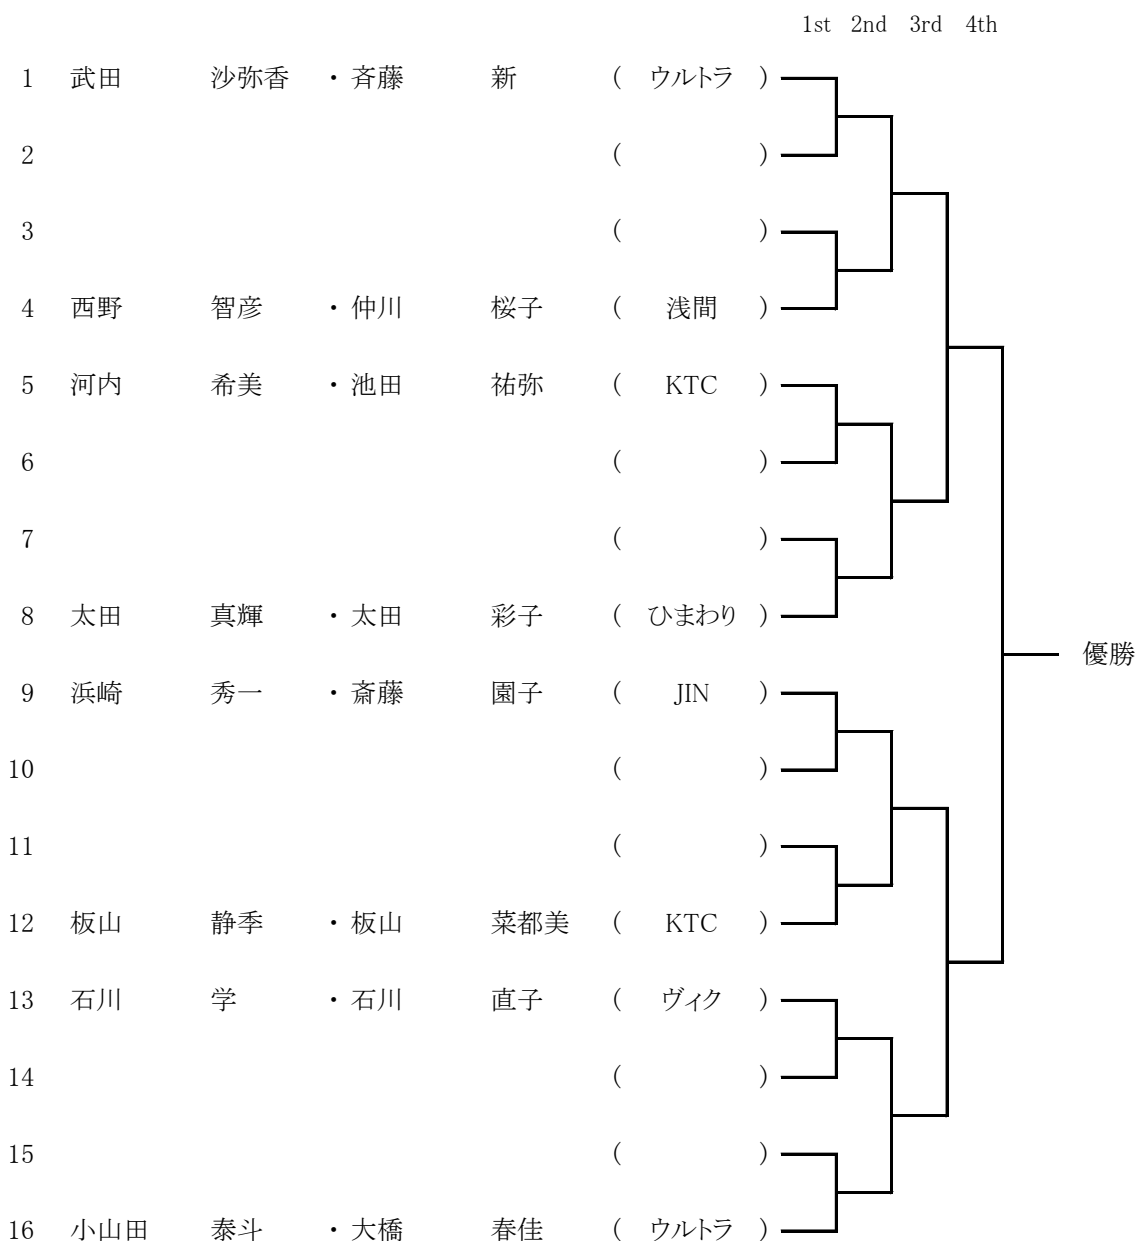 1st 2nd 3rd 4th
1 武田 沙弥香 ・ 斉藤 新 ( ウルトラ )
2 ( )
3 ( )
4 西野 智彦 ・ 仲川 桜子 ( 浅間 )
5 河内 希美 ・ 池田 祐弥 ( KTC )
6 ( )
7 ( )
8 太田 真輝 ・ 太田 彩子 ( ひまわり )
優勝
9 浜崎 秀一 ・ 斎藤 園子 ( JIN )
10 ( )
11 ( )
12 板山 静季 ・ 板山 菜都美 ( KTC )
13 石川 学 ・ 石川 直子 ( ヴィク )
14 ( )
15 ( )
16 小山田 泰斗 ・ 大橋 春佳 ( ウルトラ )